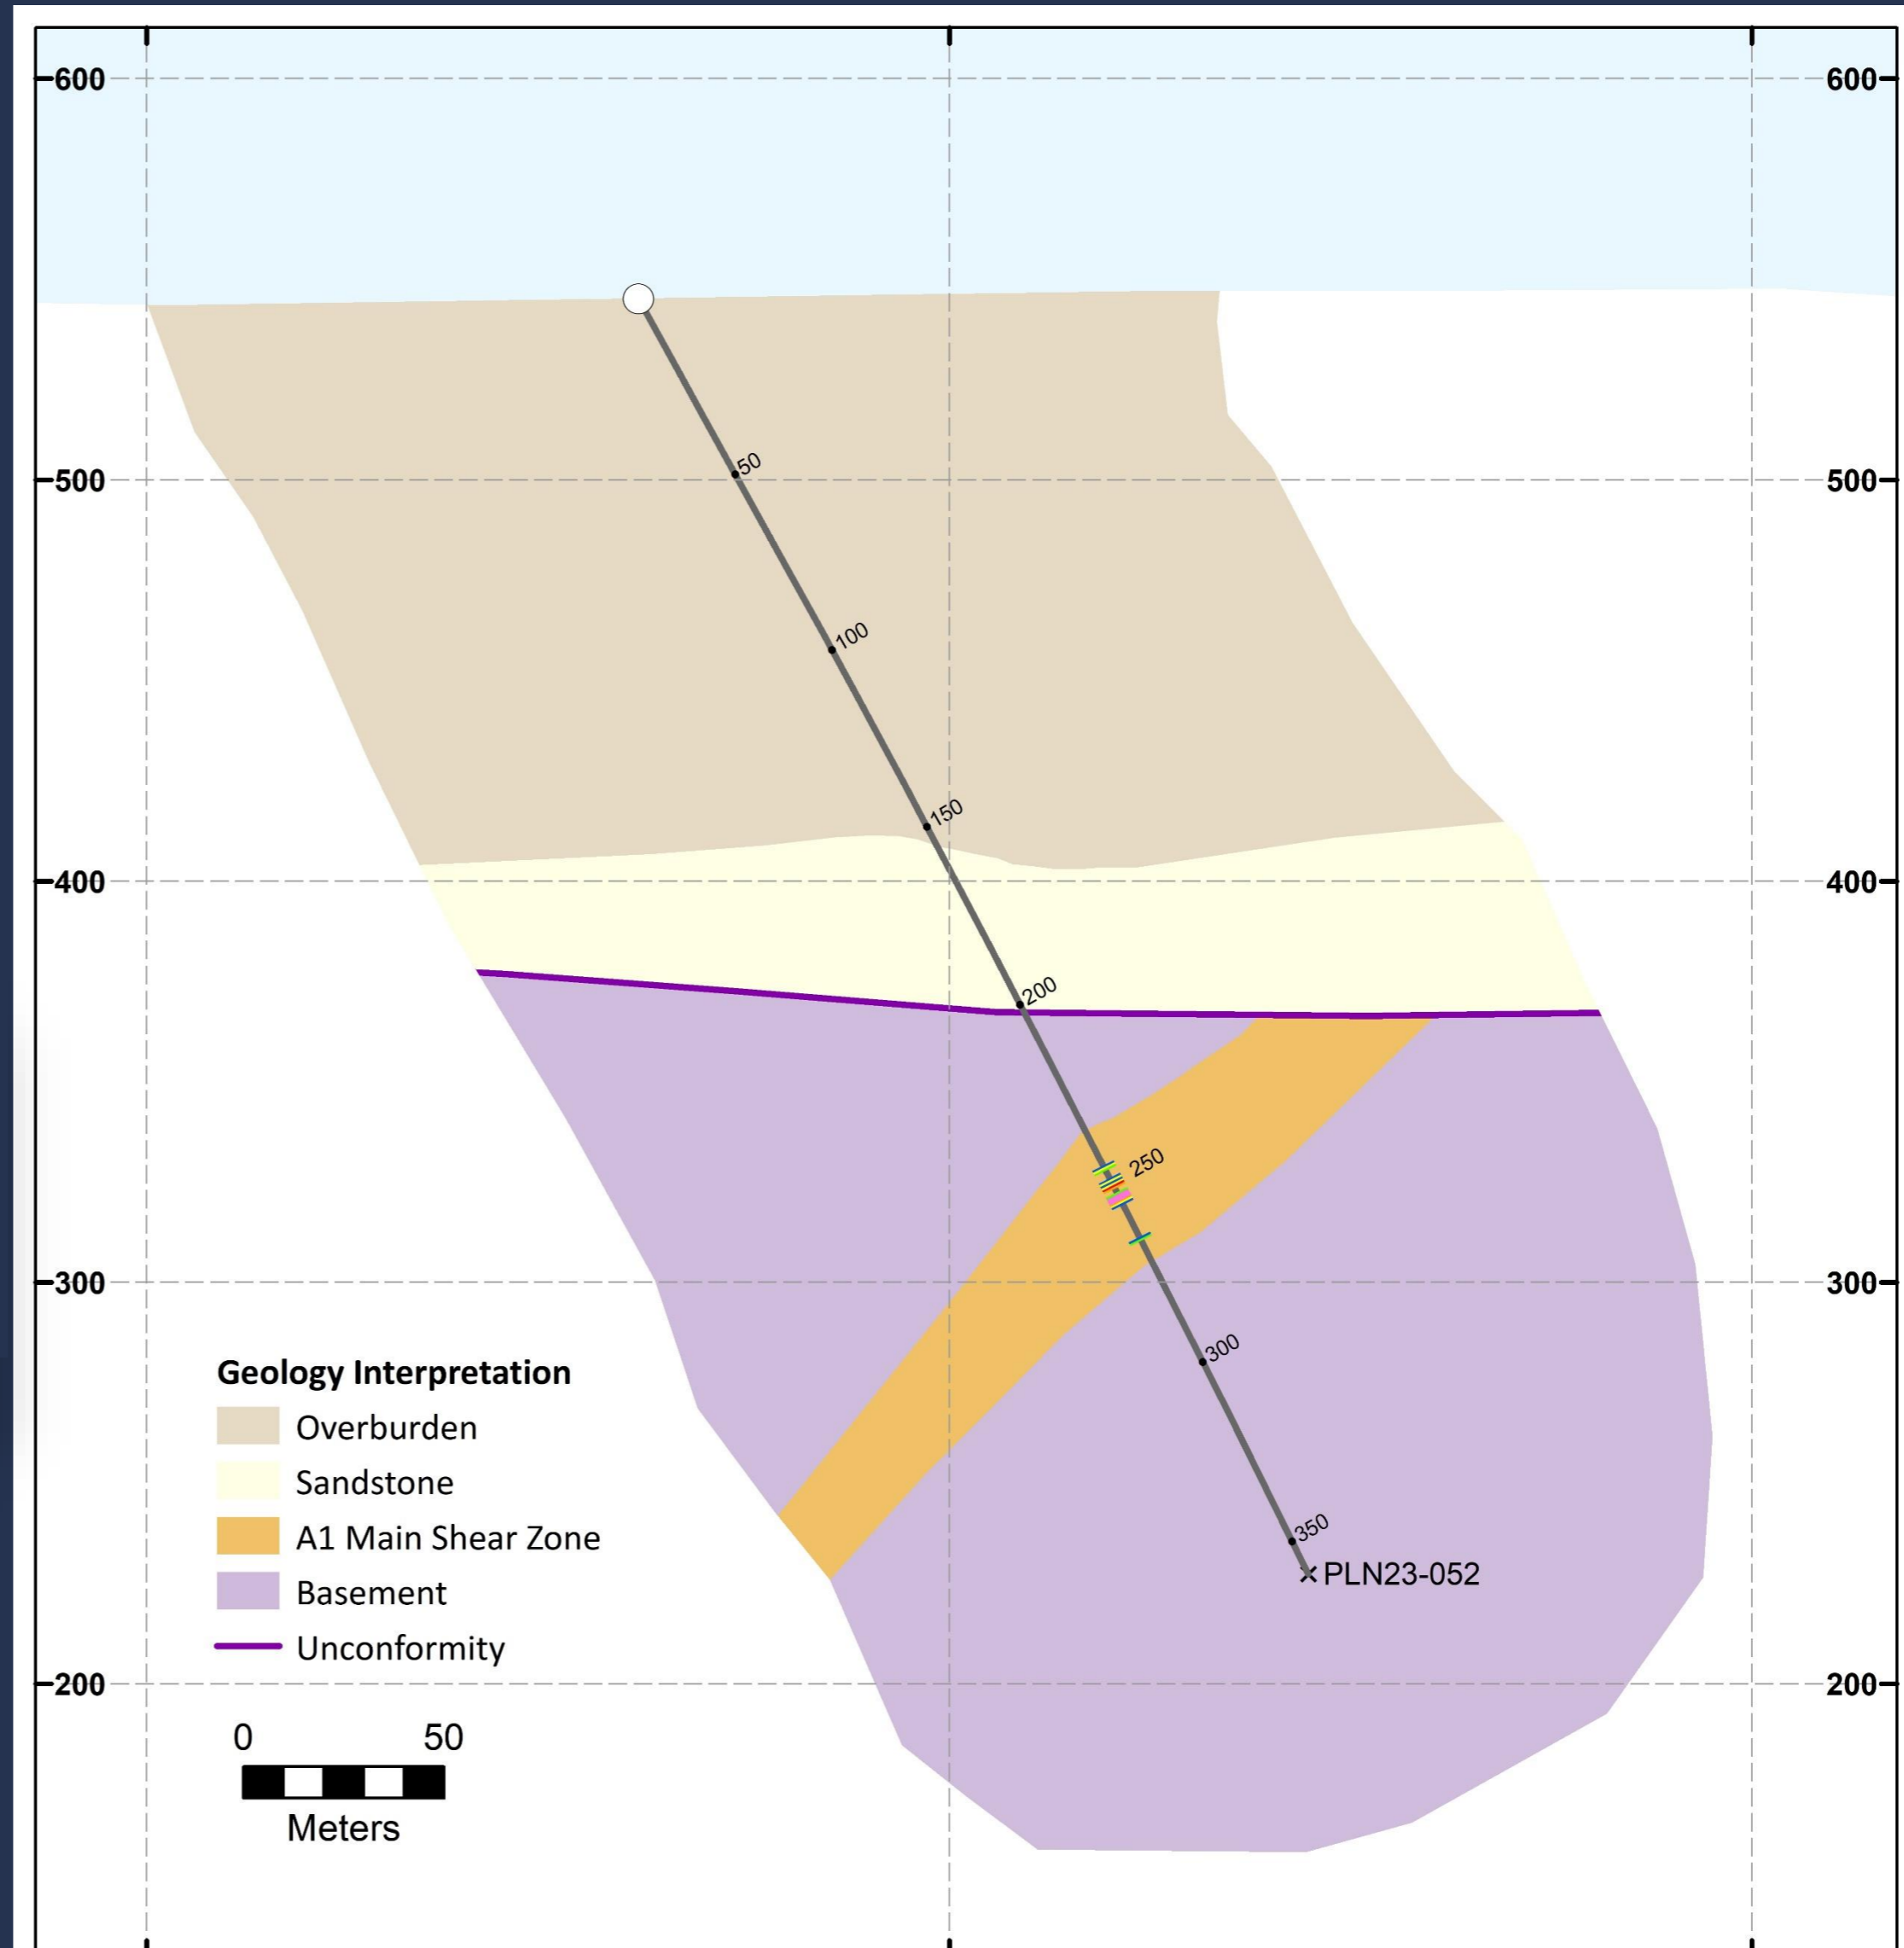 600 600
50
500 500
100
150
400 400
200
250
300 300
300
Geology Interpretation
Overburden
Sandstone
A1 Main Shear Zone
350
PLN23-052
Basement
Unconformity
200 200
0 50
Meters